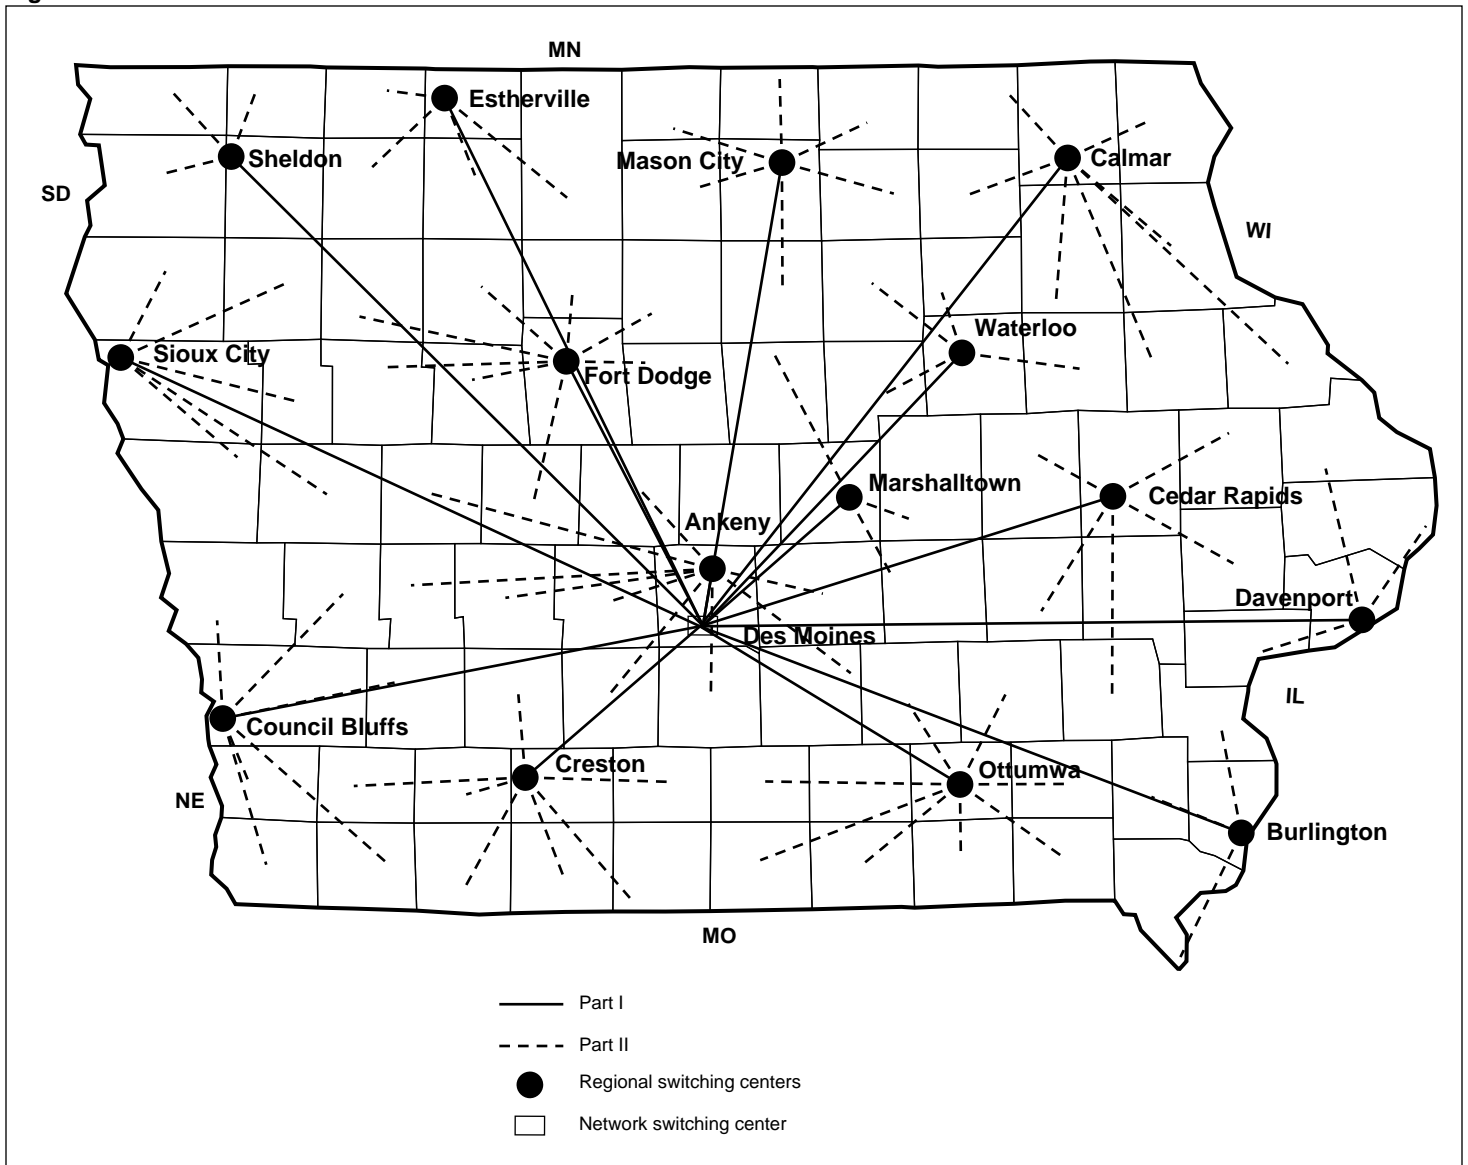 MN
Estherville
Sheldon
Mason City
Calmar
SD
WI
Waterloo
Sioux City
Fort Dodge
Marshalltown
Cedar Rapids
Ankeny
Davenport
Des Moines
IL
Council Bluffs
Creston
Ottumwa
NE
Burlington
MO
Part I
Part II
Regional switching centers
Network switching center